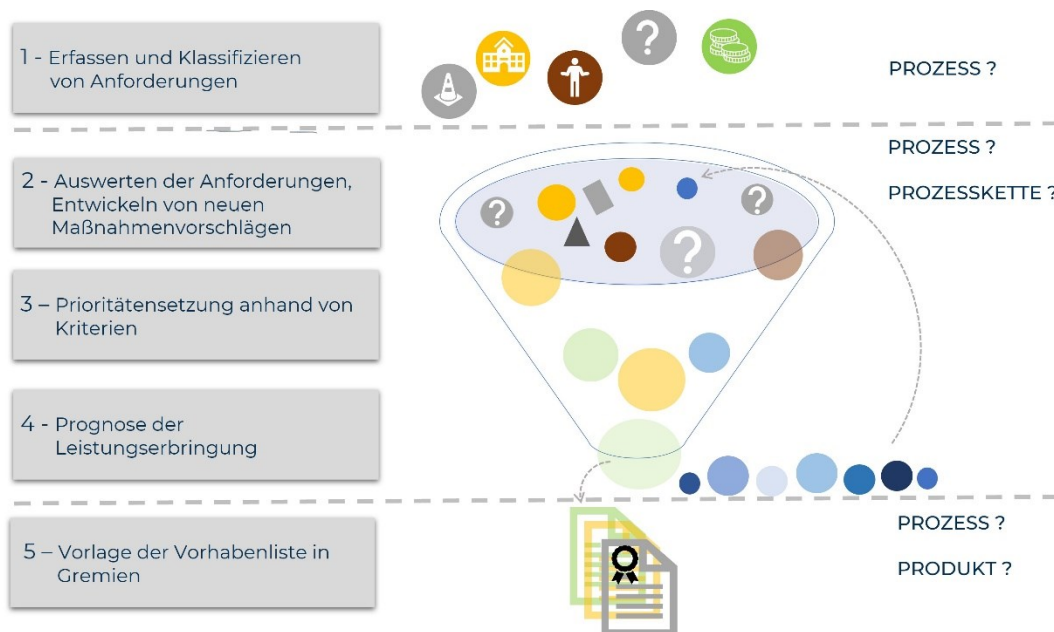 1 - Erfassen und Klassifizieren
von Anforderungen
PROZESS ?
2 - Auswerten der Anforderungen,
Entwickeln von neuen
Maßnahmenvorschlägen
PROZESS ?
PROZESSKETTE ?
3 – Prioritätensetzung anhand von
Kriterien
4 - Prognose der
Leistungserbringung
5 – Vorlage der Vorhabenliste in
Gremien
PROZESS ?
PRODUKT ?
?
?
?
?